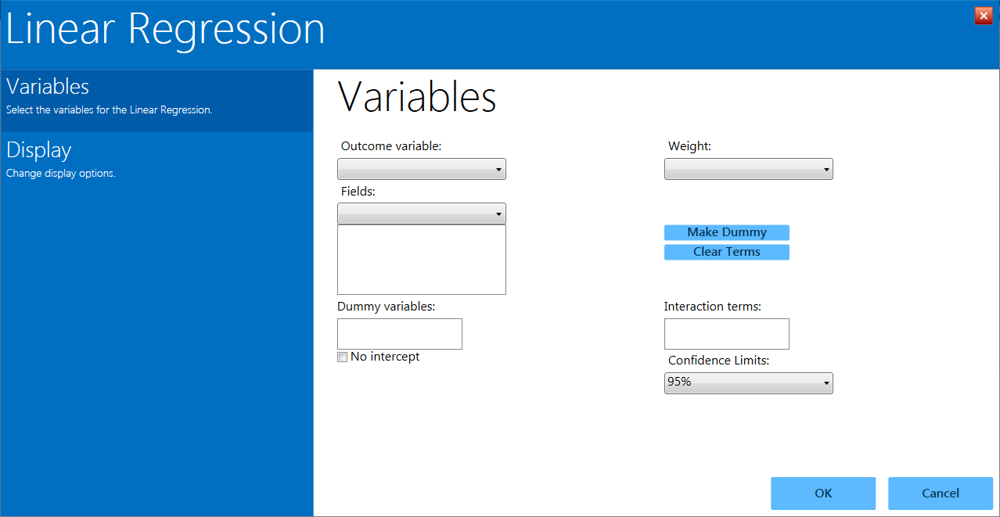 Linear Regression
Variables
Select the variables for the Linear Regression.
Display
Change display options.
Variables
Outcome variable:
Weight:
Fields:
Make Dummy
Clear Terms
Dummy variables:
Interaction terms:
No intercept
Confidence Limits:
95%
OK
Cancel